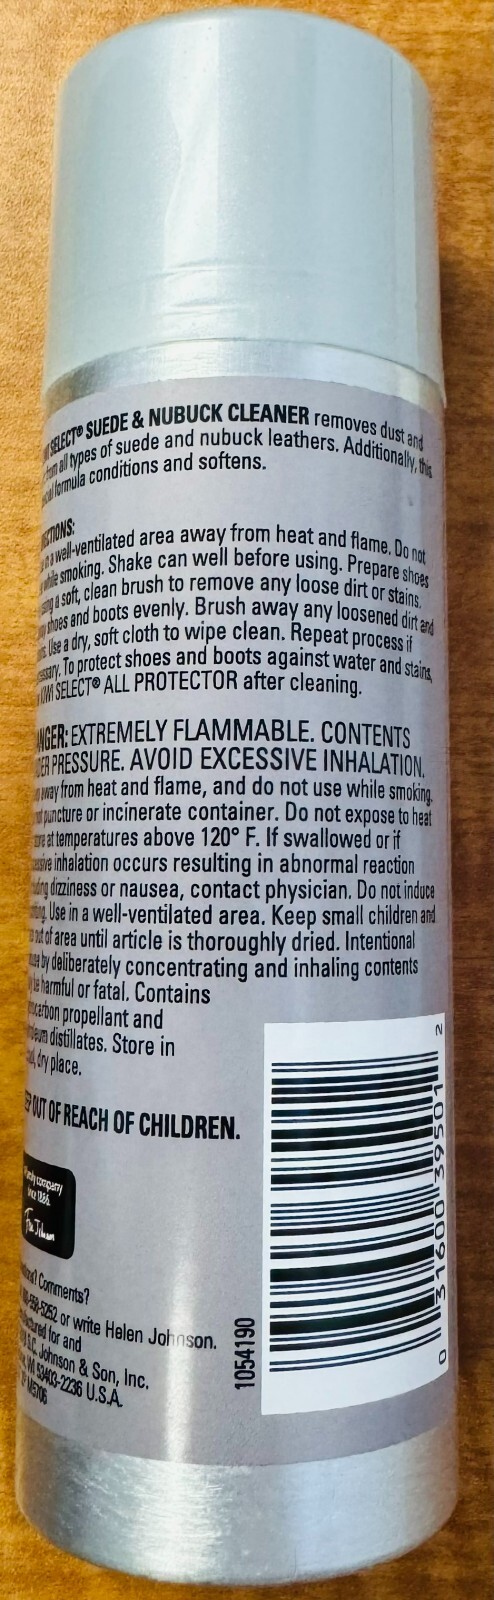 SELECT® SUEDE & NUBUCK CLEANER removes dust and
from all types of suede and nubuck leathers. Additionally, this
formula conditions and softens.
in a well-ventilated area away from heat and flame. Do not
while smoking. Shake can well before using. Prepare shoes
a soft, clean brush to remove any loose dirt or stains.
shoes and boots evenly. Brush away any loosened dirt and
Use a dry, soft cloth to wipe clean. Repeat process if
To protect shoes and boots against water and stains,
KIWI SELECT® ALL PROTECTOR after cleaning.
EXTREMELY FLAMMABLE. CONTENTS
PRESSURE. AVOID EXCESSIVE INHALATION.
away from heat and flame, and do not use while smoking.
puncture or incinerate container. Do not expose to heat
at temperatures above 120° F. If swallowed or if
inhalation occurs resulting in abnormal reaction
dizziness or nausea, contact physician. Do not induce
Use in a well-ventilated area. Keep small children and
out of area until article is thoroughly dried. Intentional
by deliberately concentrating and inhaling contents
be harmful or fatal. Contains
propellant and
distillates. Store in
dry place.
OUT OF REACH OF CHILDREN.
family company
since 1886
Comments?
or write Helen Johnson.
for and
S.C. Johnson & Son, Inc.
WI 53403-2236 U.S.A.
1054190
0 31600 39501 2